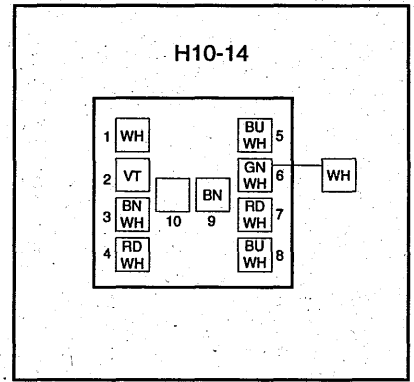 H10-14
1 WH
BU WH 5
2 VT
GN WH 6
WH
3 BN WH
10
BN
9
RD WH 7
4 RD WH
BU WH 8